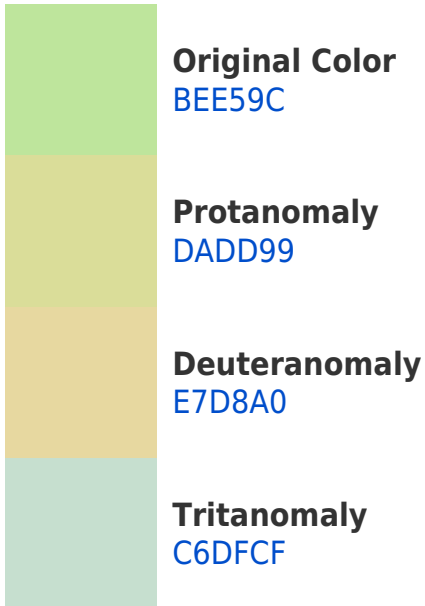 Original Color
BEE59C
Protanomaly
DADD99
Deuteranomaly
E7D8A0
Tritanomaly
C6DFCF